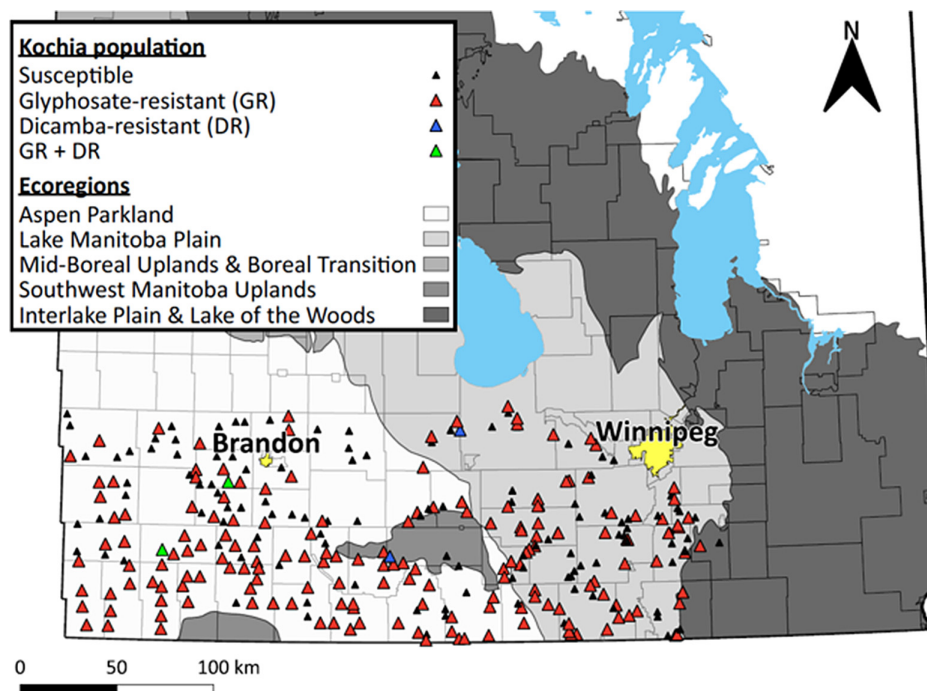 Kochia population
Susceptible
Glyphosate-resistant (GR)
Dicamba-resistant (DR)
GR + DR
Ecoregions
Aspen Parkland
Lake Manitoba Plain
Mid-Boreal Uplands & Boreal Transition
Southwest Manitoba Uplands
Interlake Plain & Lake of the Woods
N
Brandon
Winnipeg
0 50 100 km